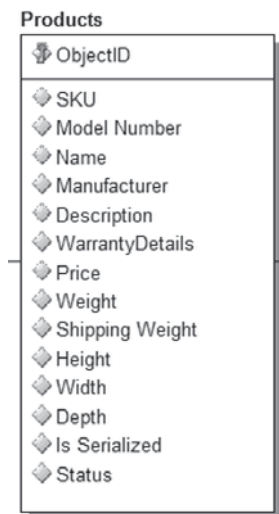 Products
ObjectID
SKU
Model Number
Name
Manufacturer
Description
WarrantyDetails
Price
Weight
Shipping Weight
Height
Width
Depth
Is Serialized
Status